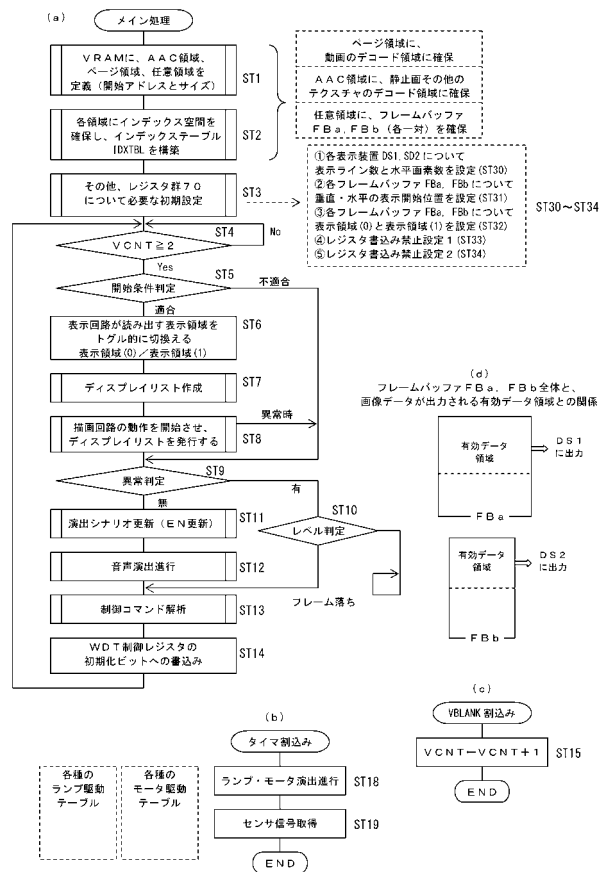 (a)
メイン処理
VRAMに、AAC領域、
ページ領域、任意領域を
定義（開始アドレスとサイズ）
ST1
各領域にインデックス空間を
確保し、インデックステーブル
IDXTBLを構築
ST2
その他、レジスタ群70
について必要な初期設定
ST3
ページ領域に、
動画のデコード領域に確保
AAC領域に、静止画その他の
テクスチャのデコード領域に確保
任意領域に、フレームバッファ
FBa,FBb（各一対）を確保
①各表示装置DS1,SD2について
表示ライン数と水平画素数を設定(ST30)
②各フレームバッファFBa, FBbについて
垂直・水平の表示開始位置を設定(ST31)
③各フレームバッファFBa, FBbについて
表示領域(0)と表示領域(1)を設定(ST32)
④レジスタ書込み禁止設定1(ST33)
⑤レジスタ書込み禁止設定2(ST34)
ST30～ST34
ST4
VCNT≧2
No
Yes
ST5
開始条件判定
不適合
適合
表示回路が読み出す表示領域を
トグル的に切換える
表示領域(0)／表示領域(1)
ST6
ディスプレイリスト作成
ST7
描画回路の動作を開始させ、
ディスプレイリストを発行する
異常時
ST8
ST9
異常判定
有
無
ST10
レベル判定
フレーム落ち
演出シナリオ更新（EN更新）
ST11
音声演出進行
ST12
制御コマンド解析
ST13
WDT制御レジスタの
初期化ビットへの書込み
ST14
(d)
フレームバッファFBa, FBb全体と、
画像データが出力される有効データ領域との関係
有効データ
領域
DS1
に出力
FBa
有効データ
領域
DS2
に出力
FBb
(b)
タイマ割込み
ランプ・モータ演出進行
ST18
センサ信号取得
ST19
END
各種の
ランプ駆動
テーブル
各種の
モータ駆動
テーブル
(c)
VBLANK割込み
VCNT←VCNT+1
ST15
END